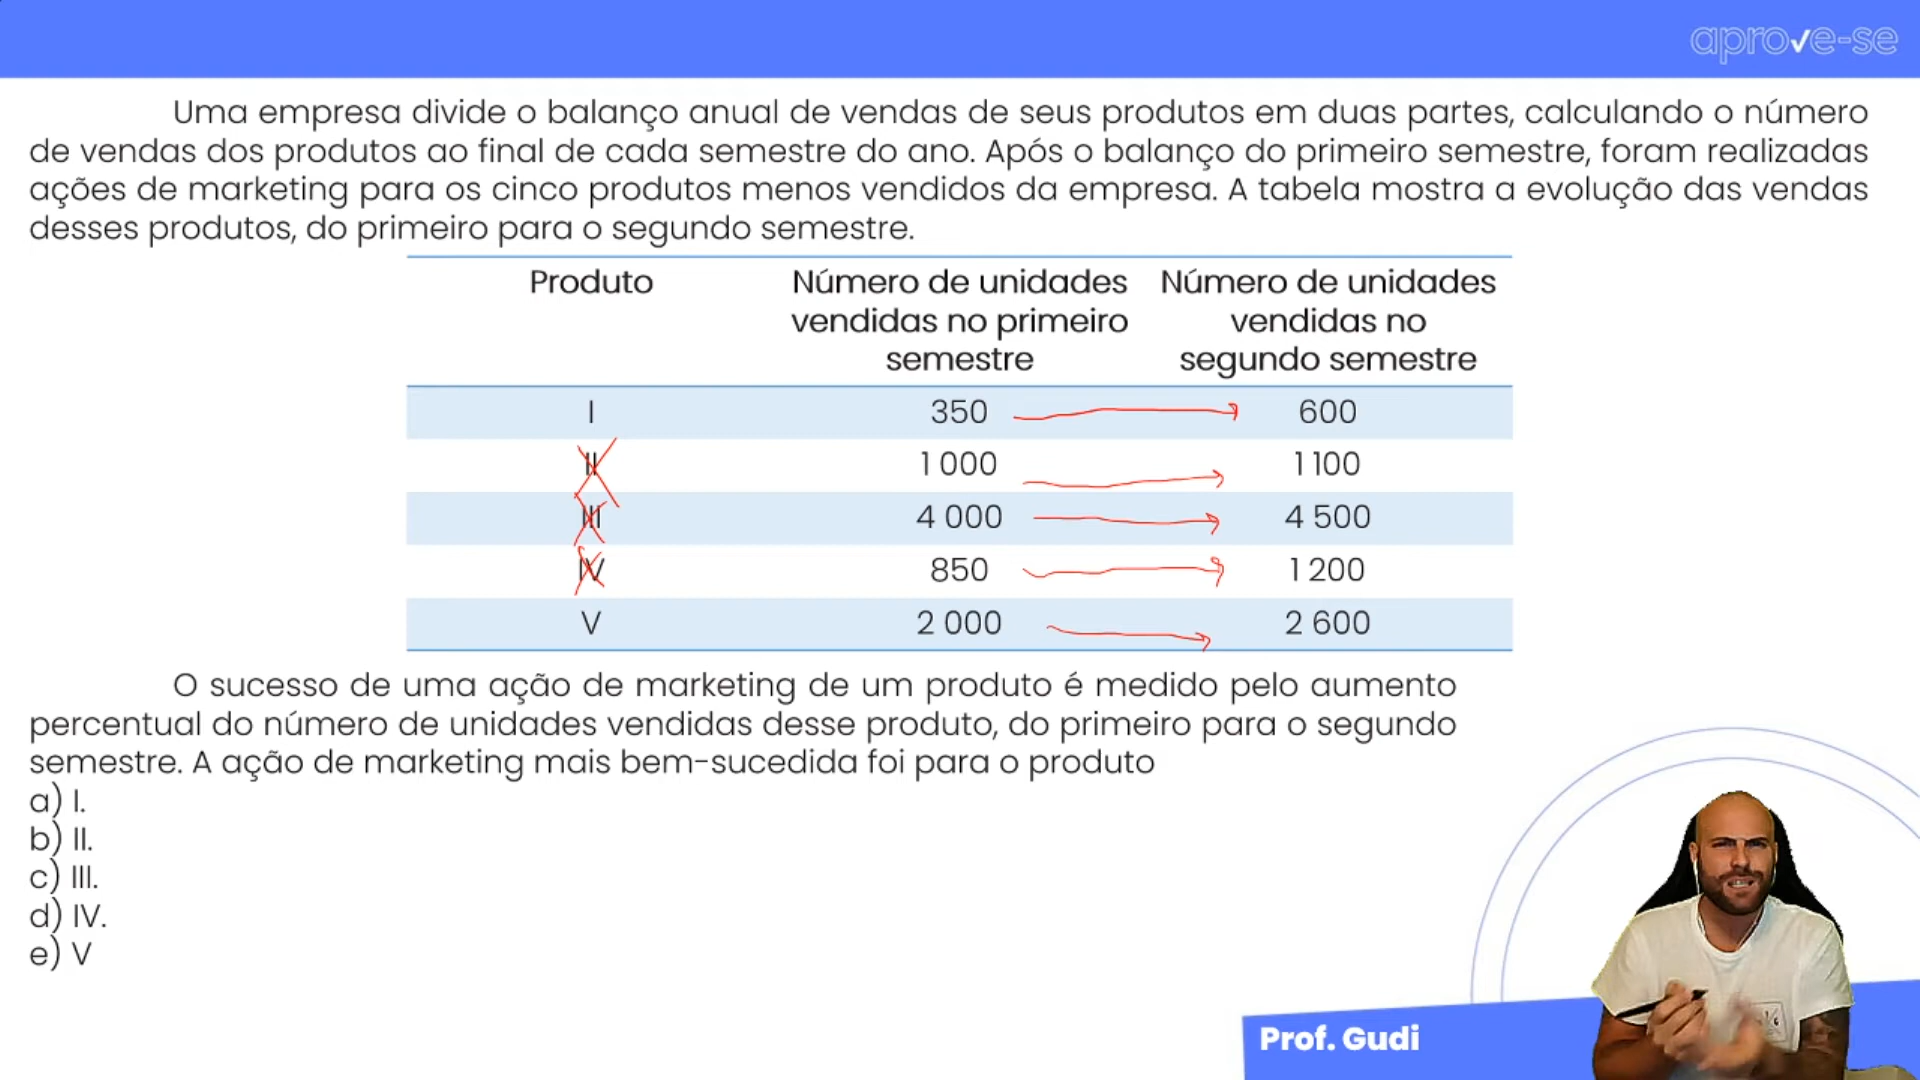 aprove-se
Uma empresa divide o balanço anual de vendas de seus produtos em duas partes, calculando o número
de vendas dos produtos ao final de cada semestre do ano. Após o balanço do primeiro semestre, foram realizadas
ações de marketing para os cinco produtos menos vendidos da empresa. A tabela mostra a evolução das vendas
desses produtos, do primeiro para o segundo semestre.
Produto Número de unidades Número de unidades
vendidas no primeiro vendidas no
semestre segundo semestre
I 350 600
II 1 000 1 100
III 4 000 4 500
IV 850 1 200
V 2 000 2 600
O sucesso de uma ação de marketing de um produto é medido pelo aumento
percentual do número de unidades vendidas desse produto, do primeiro para o segundo
semestre. A ação de marketing mais bem-sucedida foi para o produto
a) I.
b) II.
c) III.
d) IV.
e) V
Prof. Gudi